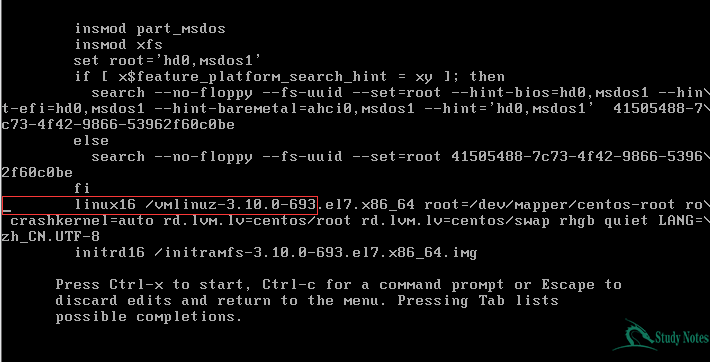 insmod part_msdos
insmod xfs
set root='hd0,msdos1'
if [ x$feature_platform_search_hint = xy ]; then
search --no-floppy --fs-uuid --set=root --hint-bios=hd0,msdos1 --hin\
t-efi=hd0,msdos1 --hint-baremetal=ahci0,msdos1 --hint='hd0,msdos1'  41505488-7\
c73-4f42-9866-53962f60c0be
else
search --no-floppy --fs-uuid --set=root 41505488-7c73-4f42-9866-5396\
2f60c0be
fi
linux16 /vmlinuz-3.10.0-693.el7.x86_64 root=/dev/mapper/centos-root ro\
crashkernel=auto rd.lvm.lv=centos/root rd.lvm.lv=centos/swap rhgb quiet LANG=\
zh_CN.UTF-8
initrd16 /initramfs-3.10.0-693.el7.x86_64.img
Press Ctrl-x to start, Ctrl-c for a command prompt or Escape to
discard edits and return to the menu. Pressing Tab lists
possible completions.
Study Notes